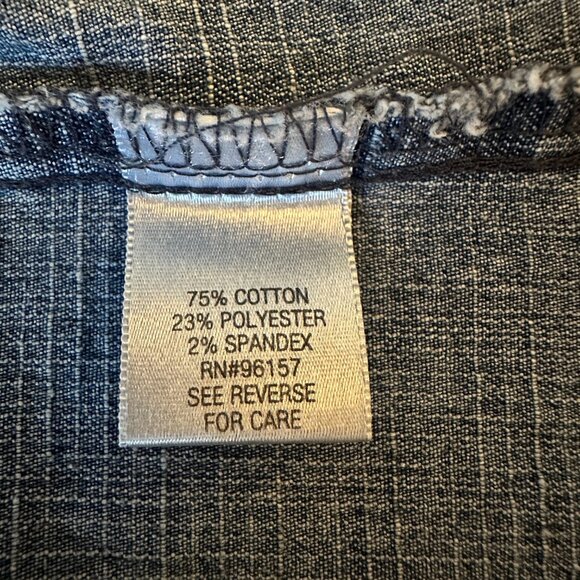 75% COTTON
23% POLYESTER
2% SPANDEX
RN#96157
SEE REVERSE
FOR CARE